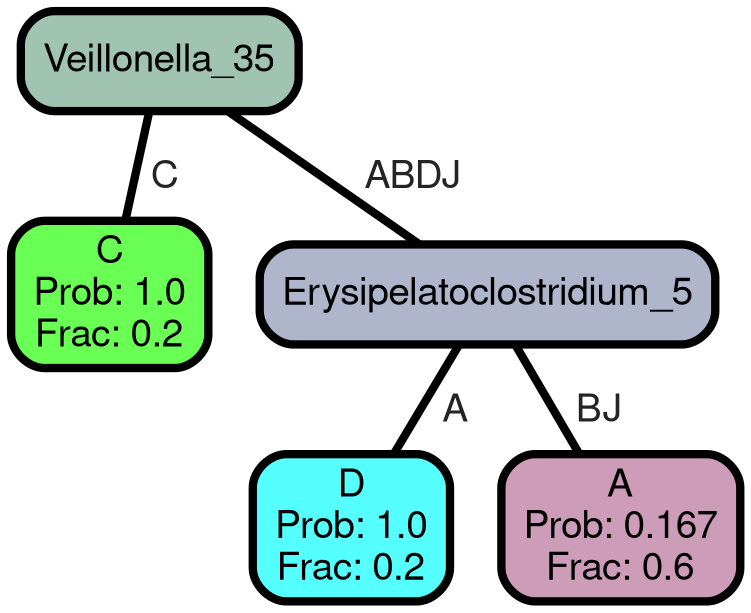 Veillonella_35
C
ABDJ
C
Prob: 1.0
Frac: 0.2
Erysipelatoclostridium_5
A
BJ
D
Prob: 1.0
Frac: 0.2
A
Prob: 0.167
Frac: 0.6